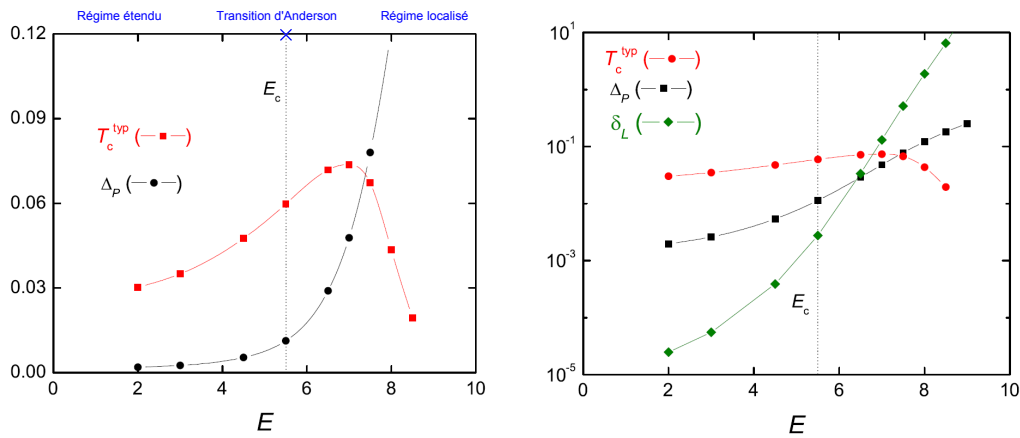 Régime étendu Transition d'Anderson Régime localisé
0.12
0.09
0.06
0.03
0.00
E_c
T_c^typ (—■—)
Δ_P (—●—)
0 2 4 6 8 10
E
10^1
10^-1
10^-3
10^-5
T_c^typ (—●—)
Δ_P (—■—)
δ_L (—◆—)
E_c
0 2 4 6 8 10
E